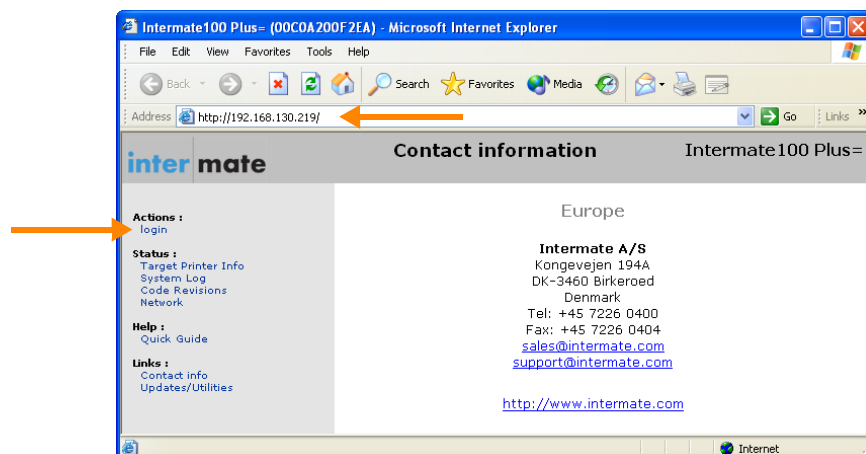 Intermate100 Plus= (00C0A200F2EA) - Microsoft Internet Explorer
File Edit View Favorites Tools Help
Back Search Favorites Media
Address http://192.168.130.219/ Go Links »
inter mate Contact information Intermate100 Plus=
Actions :
login
Status :
Target Printer Info
System Log
Code Revisions
Network
Help :
Quick Guide
Links :
Contact info
Updates/Utilities
Europe
Intermate A/S
Kongevejen 194A
DK-3460 Birkeroed
Denmark
Tel: +45 7226 0400
Fax: +45 7226 0404
sales@intermate.com
support@intermate.com
http://www.intermate.com
Internet